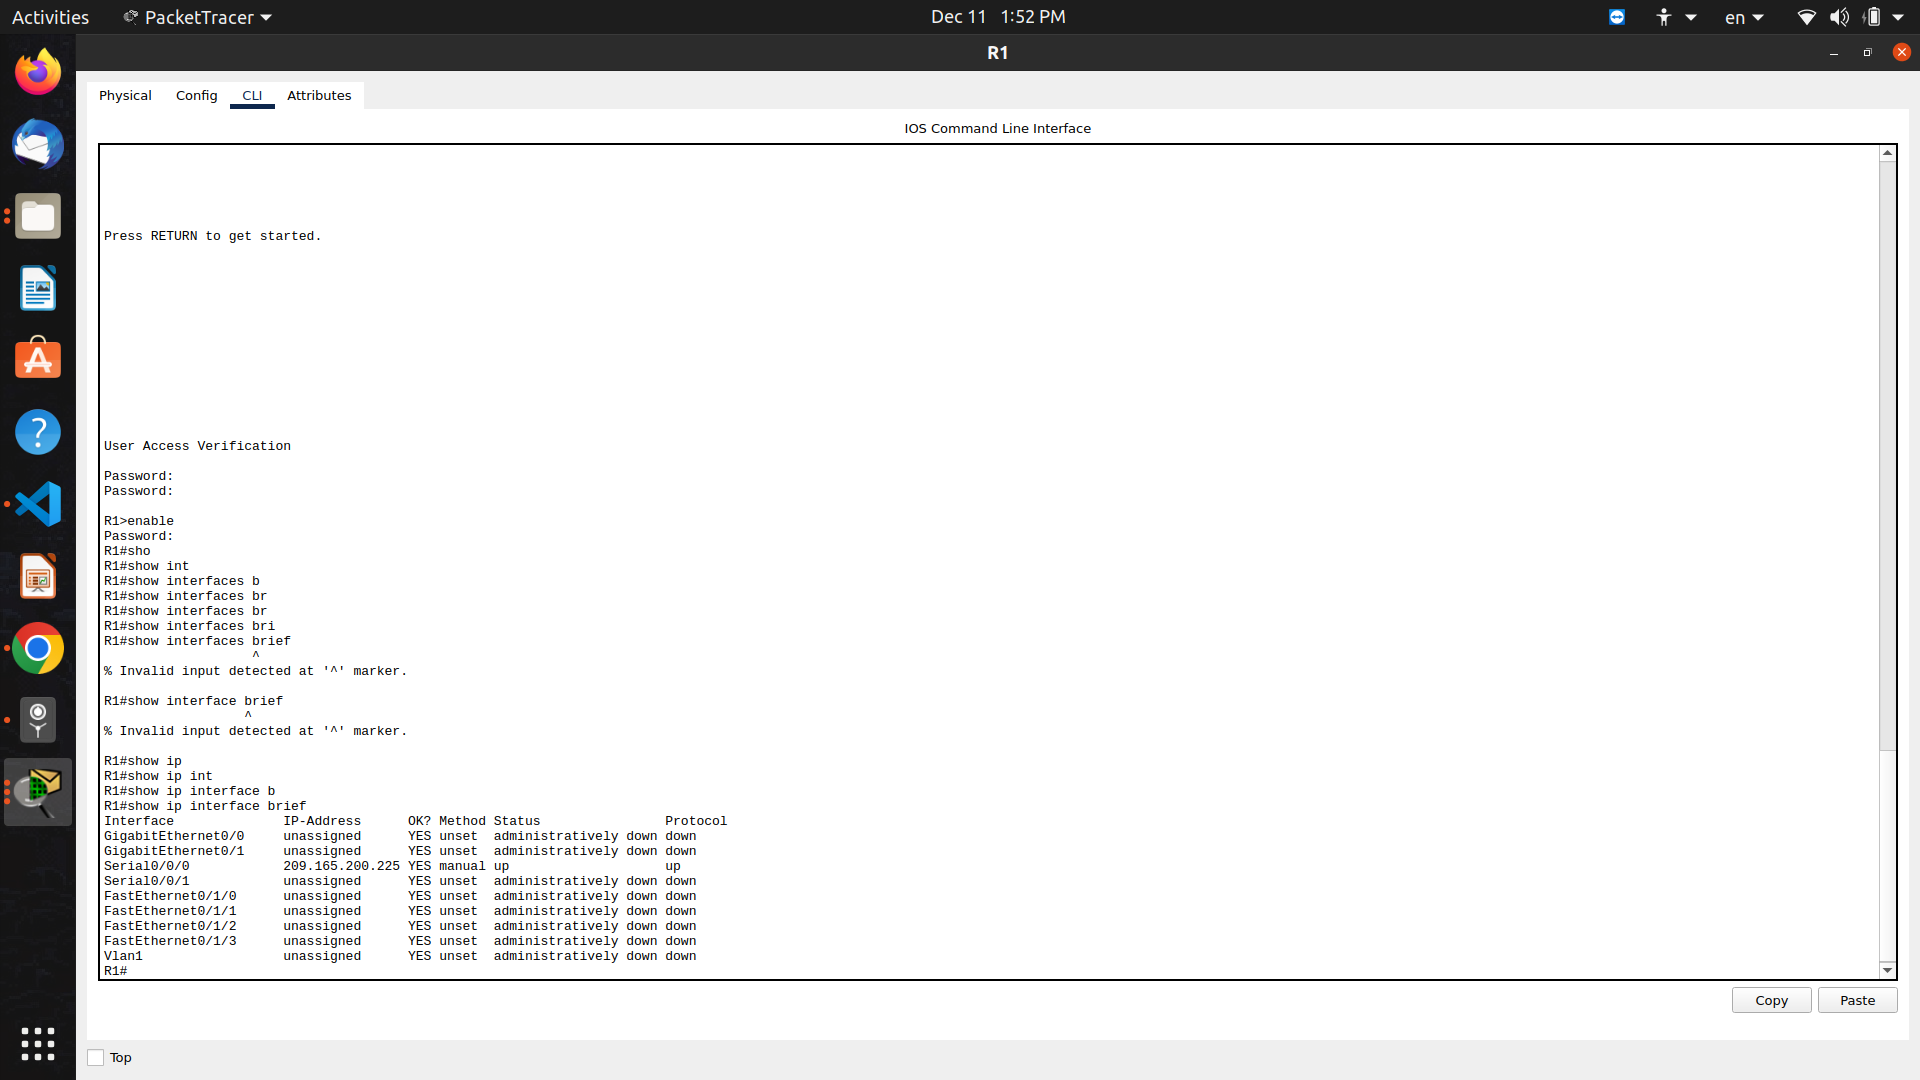 Activities PacketTracer Dec 11 1:52 PM en
R1
Physical Config CLI Attributes
IOS Command Line Interface
Press RETURN to get started.
User Access Verification
Password:
Password:
R1>enable
Password:
R1#sho
R1#show int
R1#show interfaces b
R1#show interfaces br
R1#show interfaces br
R1#show interfaces bri
R1#show interfaces brief
^
% Invalid input detected at '^' marker.
R1#show interface brief
^
% Invalid input detected at '^' marker.
R1#show ip
R1#show ip int
R1#show ip interface b
R1#show ip interface brief
Interface IP-Address OK? Method Status Protocol
GigabitEthernet0/0 unassigned YES unset administratively down down
GigabitEthernet0/1 unassigned YES unset administratively down down
Serial0/0/0 209.165.200.225 YES manual up up
Serial0/0/1 unassigned YES unset administratively down down
FastEthernet0/1/0 unassigned YES unset administratively down down
FastEthernet0/1/1 unassigned YES unset administratively down down
FastEthernet0/1/2 unassigned YES unset administratively down down
FastEthernet0/1/3 unassigned YES unset administratively down down
Vlan1 unassigned YES unset administratively down down
R1#
Copy Paste
Top